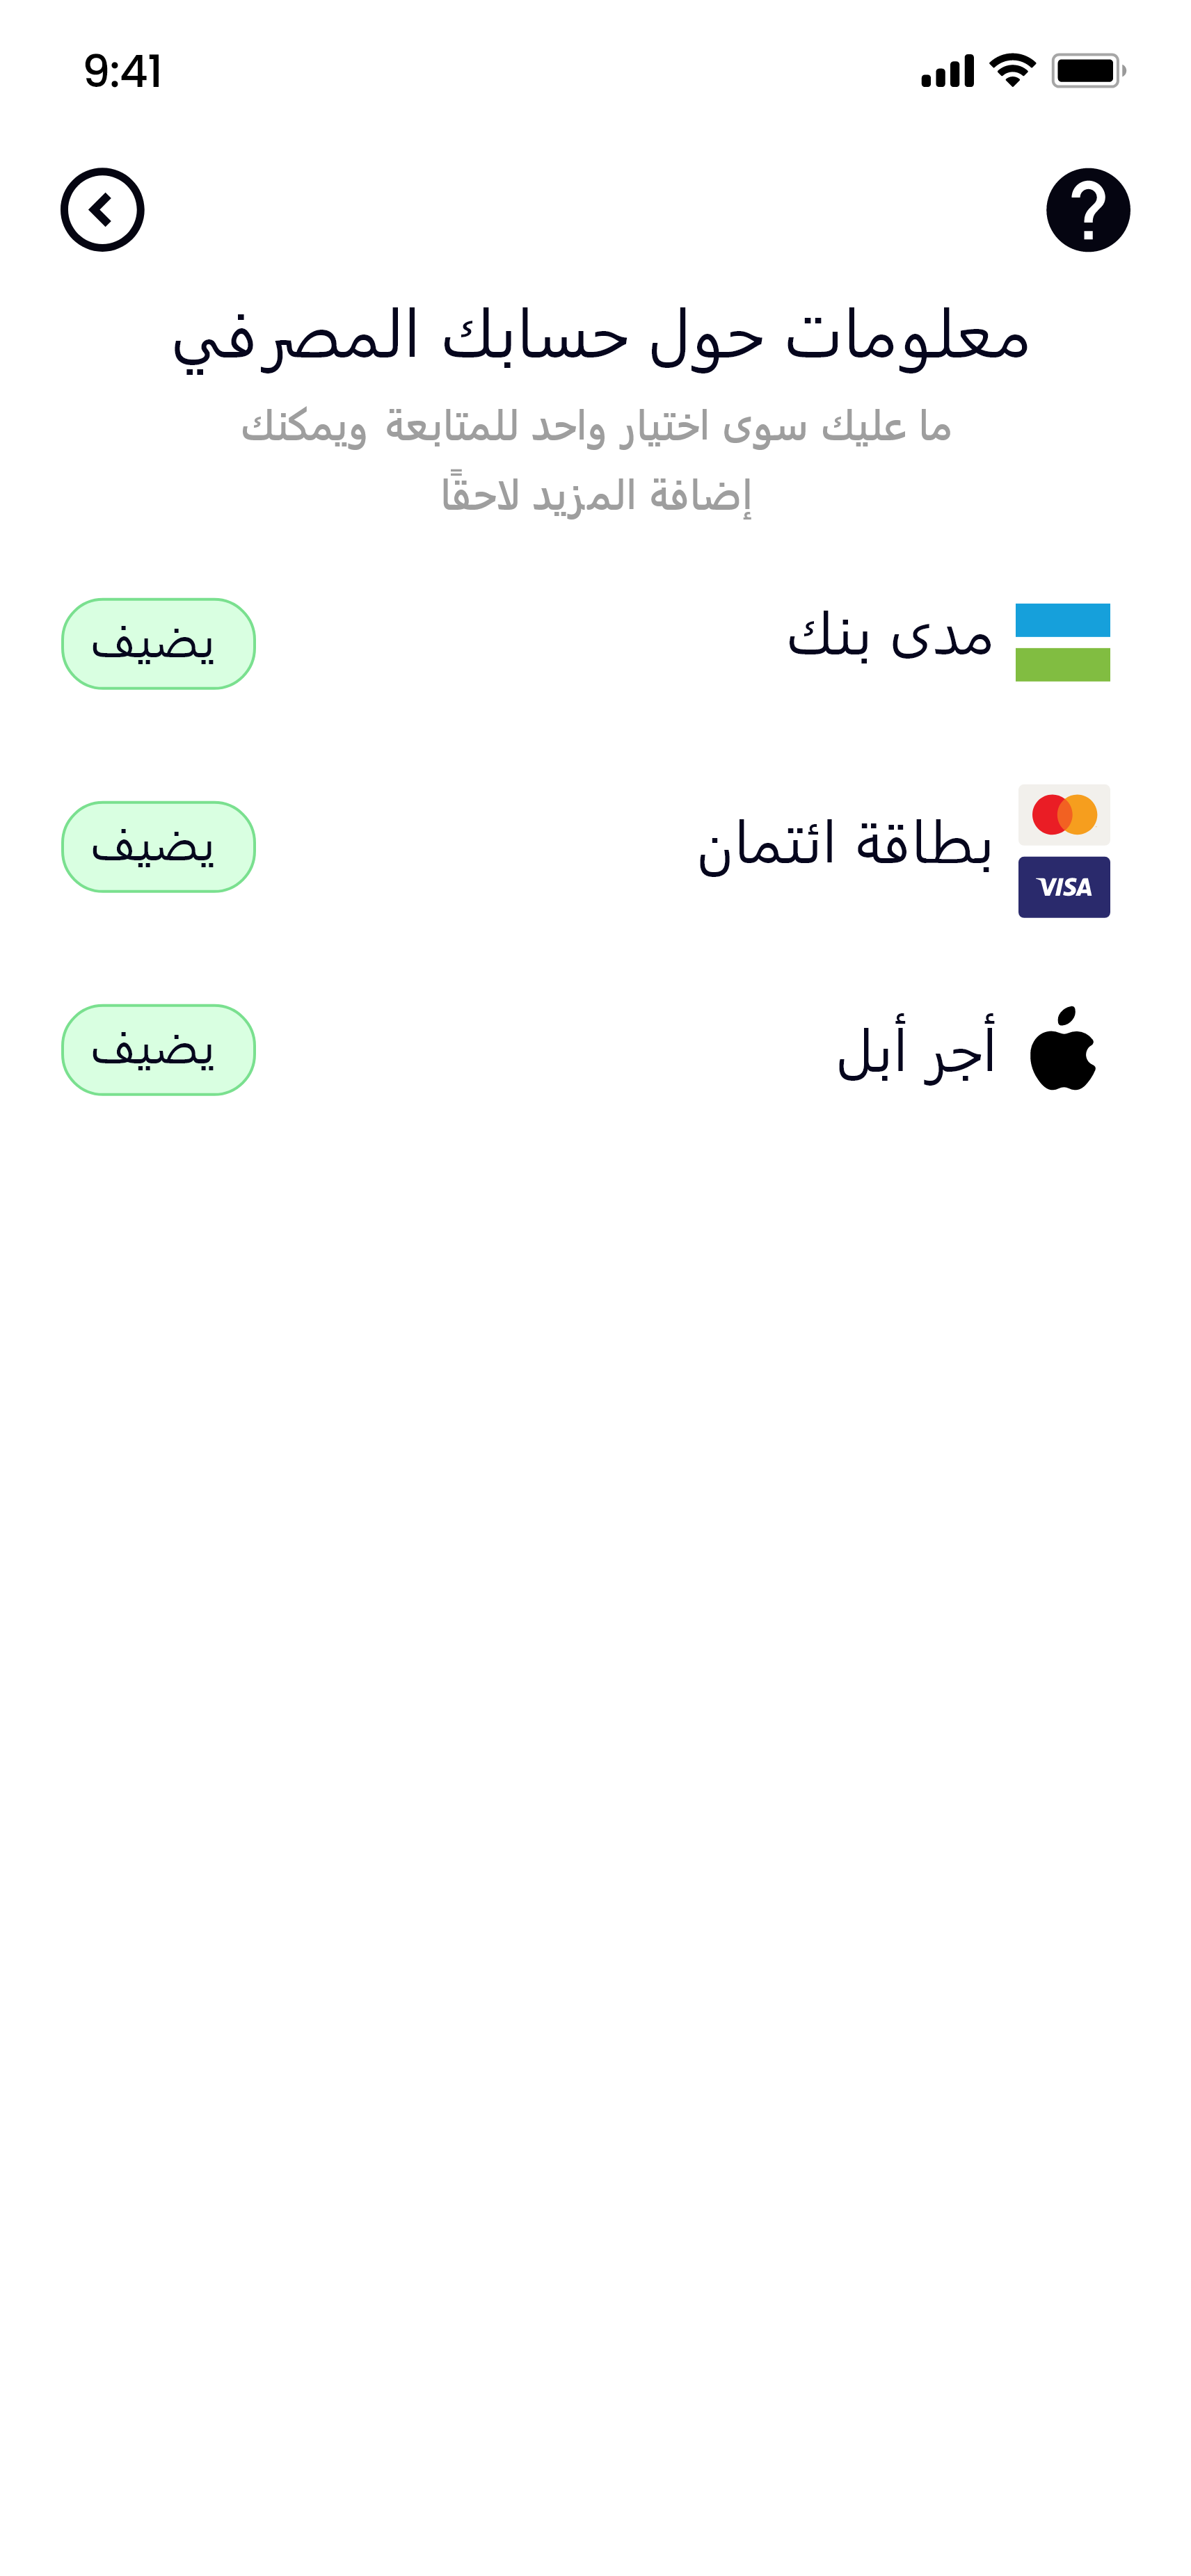 9:41
معلومات حول حسابك المصرفي
ما عليك سوى اختيار واحد للمتابعة ويمكنك
إضافة المزيد لاحقًا
مدى بنك
يضيف
بطاقة ائتمان
VISA
يضيف
أجر أبل
يضيف